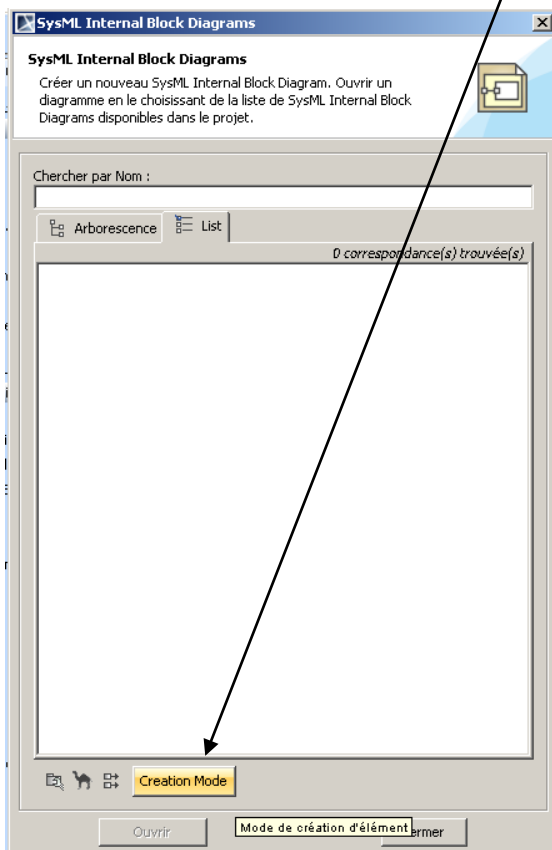 SysML Internal Block Diagrams
SysML Internal Block Diagrams
Créer un nouveau SysML Internal Block Diagram. Ouvrir un
diagramme en le choisissant de la liste de SysML Internal Block
Diagrams disponibles dans le projet.
Chercher par Nom :
Arborescence List
0 correspondance(s) trouvée(s)
Creation Mode
Ouvrir
Mode de création d'élément
ermer